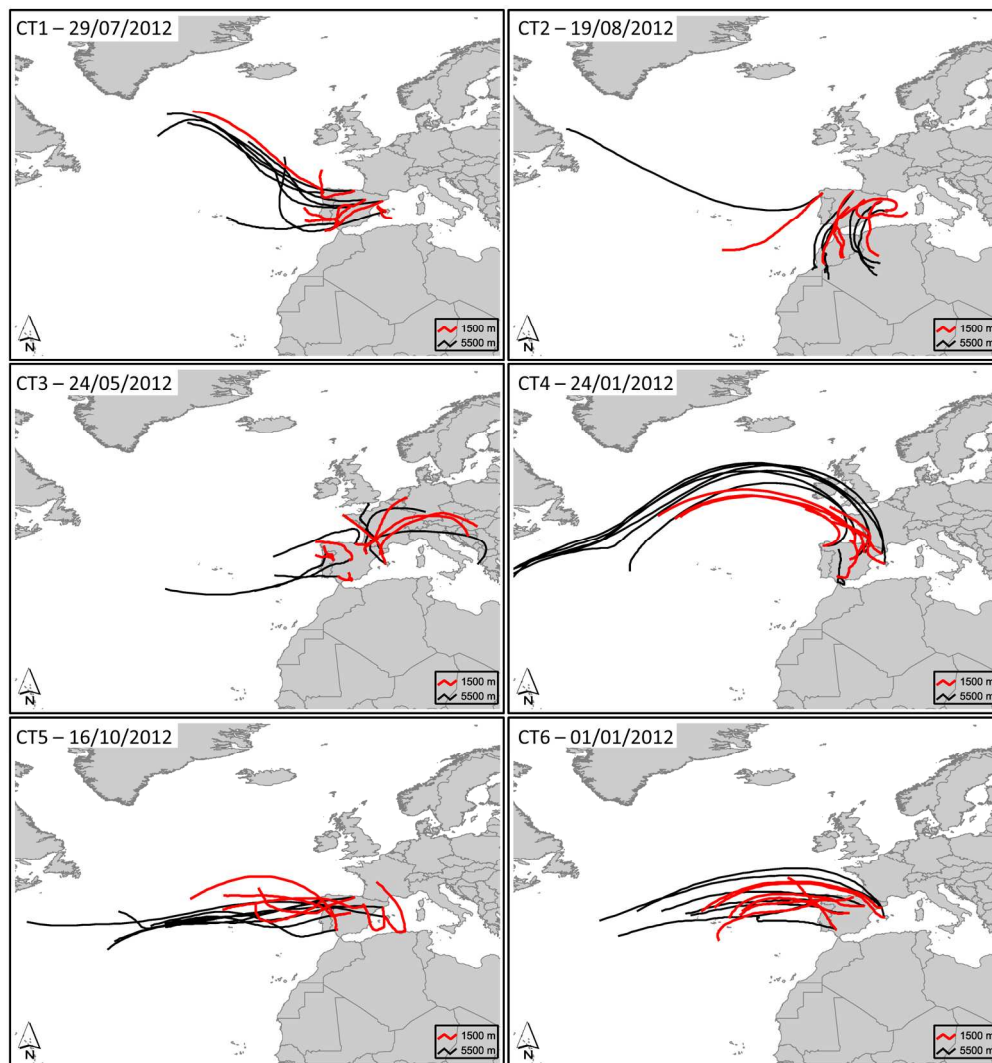 CT1 – 29/07/2012
N
1500 m
5500 m
CT2 – 19/08/2012
N
1500 m
5500 m
CT3 – 24/05/2012
N
1500 m
5500 m
CT4 – 24/01/2012
N
1500 m
5500 m
CT5 – 16/10/2012
N
1500 m
5500 m
CT6 – 01/01/2012
N
1500 m
5500 m